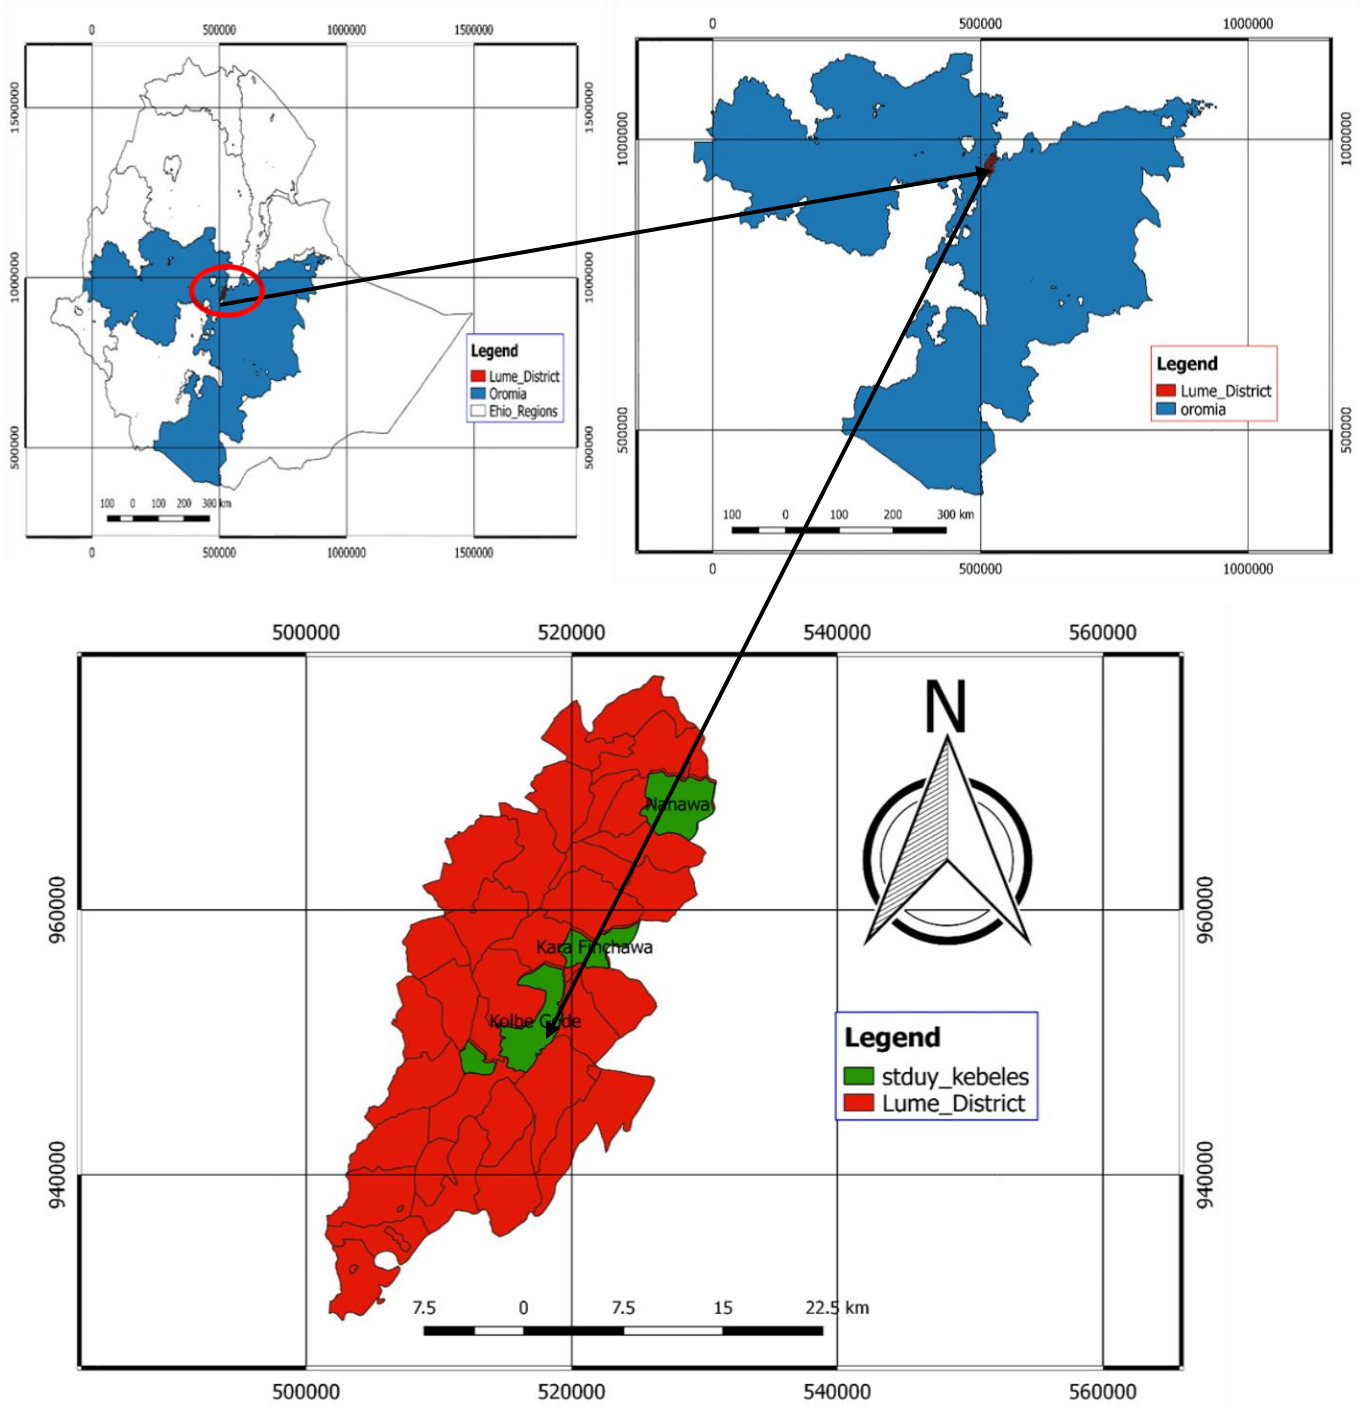 0 500000 1000000 1500000
1500000 1500000
1000000 1000000
500000 500000
Legend
Lume_District
Oromia
Ehio_Regions
100 0 100 200 300 km
0 500000 1000000 1500000
0 500000 1000000
1000000 1000000
500000 500000
Legend
Lume_District
oromia
100 0 100 200 300 km
0 500000 1000000
500000 520000 540000 560000
N
Nanawa
960000 960000
Kara Finchawa
Kolbe Gode
Legend
stduy_kebeles
Lume_District
940000 940000
7.5 0 7.5 15 22.5 km
500000 520000 540000 560000